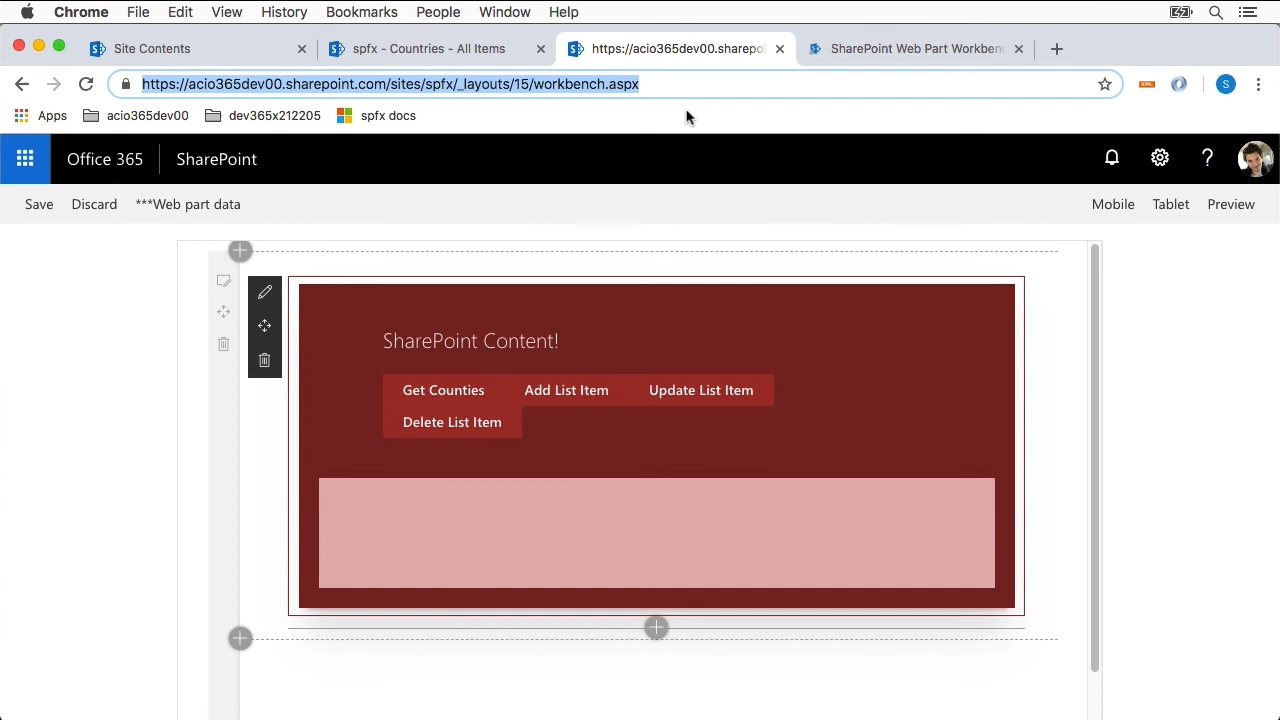 Chrome File Edit View History Bookmarks People Window Help
Site Contents spfx - Countries - All Items https://acio365dev00.sharepoi SharePoint Web Part Workben
https://acio365dev00.sharepoint.com/sites/spfx/_layouts/15/workbench.aspx XML S
Apps acio365dev00 dev365x212205 spfx docs
Office 365 SharePoint
Save Discard ***Web part data Mobile Tablet Preview
SharePoint Content!
Get Counties Add List Item Update List Item
Delete List Item